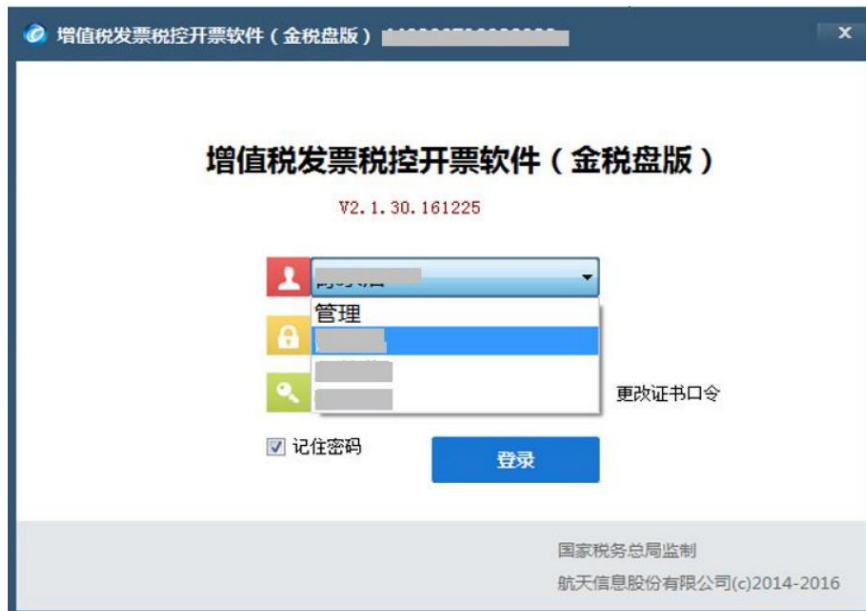 增值税发票税控开票软件（金税盘版）
增值税发票税控开票软件（金税盘版）
V2.1.30.161225
管理
更改证书口令
记住密码
登录
国家税务总局监制
航天信息股份有限公司(c)2014-2016